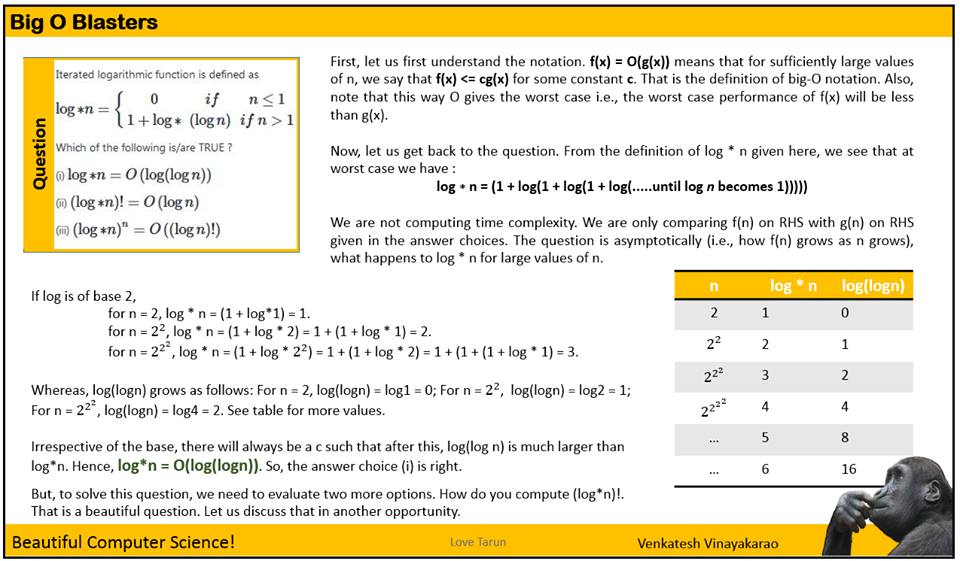 Big O Blasters
Question
Iterated logarithmic function is defined as
log *n = { 0 if n ≤ 1
1 + log * (log n) if n > 1
Which of the following is/are TRUE ?
(i) log *n = O (log(log n))
(ii) (log *n)! = O (log n)
(iii) (log *n)ⁿ = O ((log n)!)
First, let us first understand the notation. f(x) = O(g(x)) means that for sufficiently large values
of n, we say that f(x) <= cg(x) for some constant c. That is the definition of big-O notation. Also,
note that this way O gives the worst case i.e., the worst case performance of f(x) will be less
than g(x).
Now, let us get back to the question. From the definition of log * n given here, we see that at
worst case we have :
log * n = (1 + log(1 + log(1 + log(.....until log n becomes 1)))))
We are not computing time complexity. We are only comparing f(n) on RHS with g(n) on RHS
given in the answer choices. The question is asymptotically (i.e., how f(n) grows as n grows),
what happens to log * n for large values of n.
If log is of base 2,
for n = 2, log * n = (1 + log*1) = 1.
for n = 2², log * n = (1 + log * 2) = 1 + (1 + log * 1) = 2.
for n = 2^2^2, log * n = (1 + log * 2²) = 1 + (1 + log * 2) = 1 + (1 + (1 + log * 1) = 3.
Whereas, log(logn) grows as follows: For n = 2, log(logn) = log1 = 0; For n = 2², log(logn) = log2 = 1;
For n = 2^2^2, log(logn) = log4 = 2. See table for more values.
Irrespective of the base, there will always be a c such that after this, log(log n) is much larger than
log*n. Hence, log*n = O(log(logn)). So, the answer choice (i) is right.
But, to solve this question, we need to evaluate two more options. How do you compute (log*n)!.
That is a beautiful question. Let us discuss that in another opportunity.
n log * n log(logn)
2 1 0
2² 2 1
2^2^2 3 2
2^2^2^2 4 4
... 5 8
... 6 16
Beautiful Computer Science!
Love Tarun
Venkatesh Vinayakarao